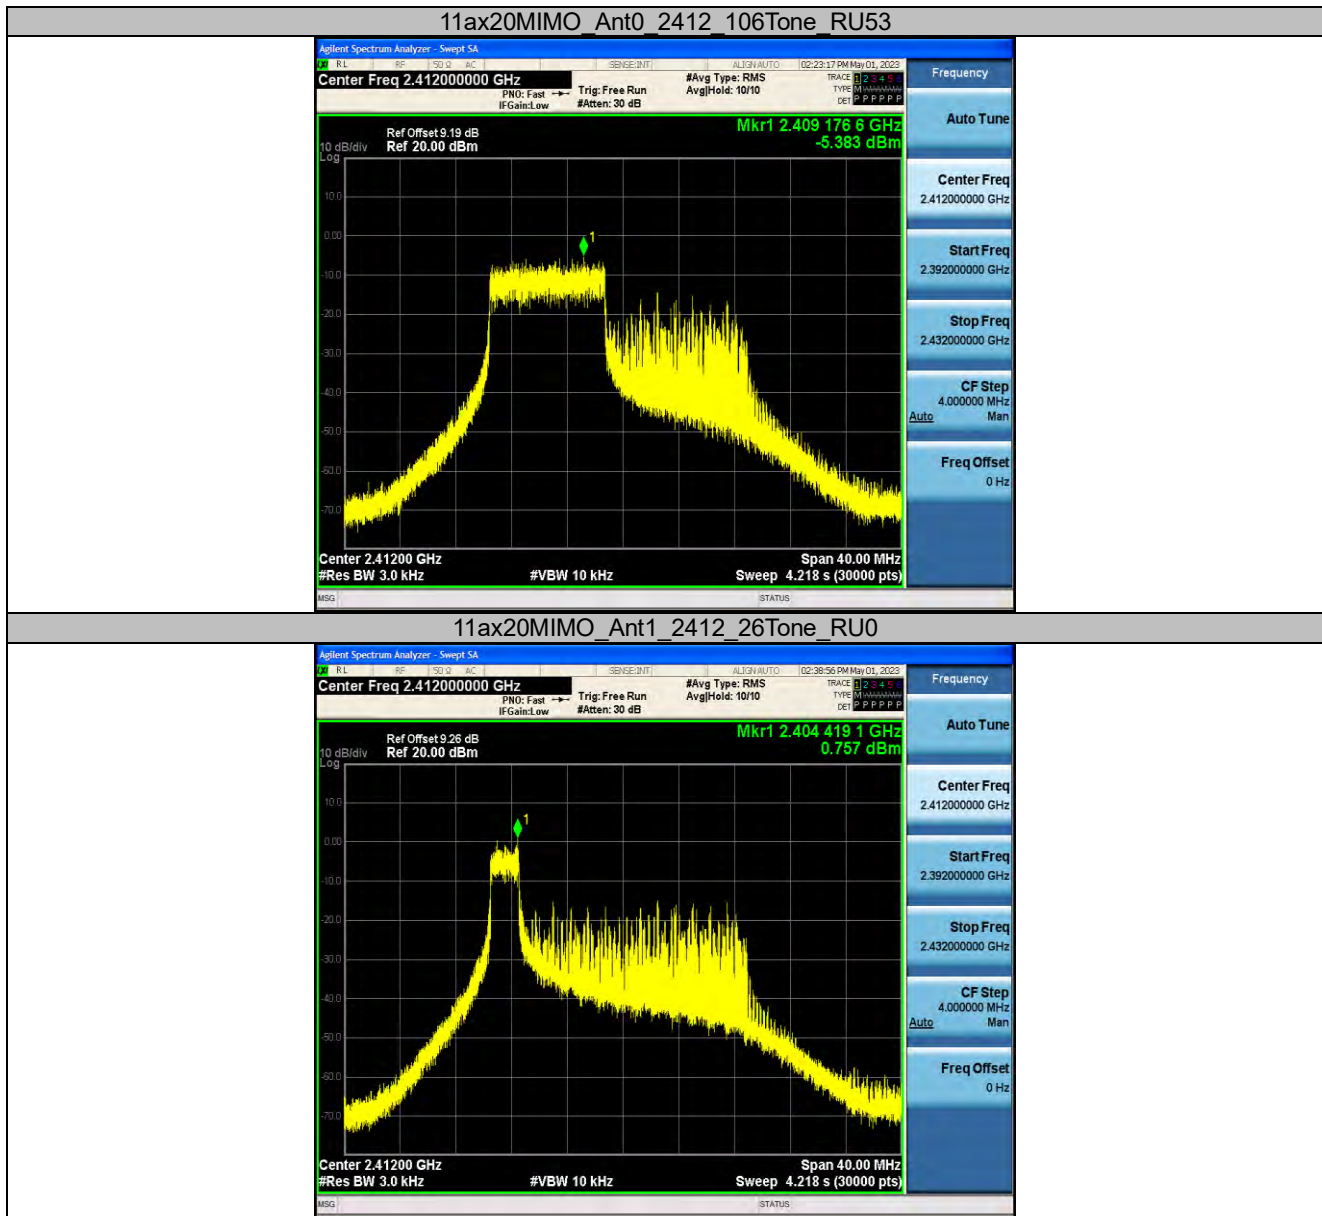 11ax20MIMO_Ant0_2412_106Tone_RU53
Agilent Spectrum Analyzer - Swept SA
RL RF 50 Ω AC SENSE:INT ALIGN AUTO 02:23:17 PM May 01, 2023
Center Freq 2.412000000 GHz
PNO: Fast
IFGain:Low
Trig: Free Run
#Atten: 30 dB
#Avg Type: RMS
Avg|Hold: 10/10
TRACE 1 2 3 4 5 6
TYPE M
DET P P P P P P
Frequency
Mkr1 2.409 176 6 GHz
-5.383 dBm
Ref Offset 9.19 dB
10 dB/div Ref 20.00 dBm
Log
10.0
0.00
-10.0
-20.0
-30.0
-40.0
-50.0
-60.0
-70.0
1
Auto Tune
Center Freq
2.412000000 GHz
Start Freq
2.392000000 GHz
Stop Freq
2.432000000 GHz
CF Step
4.000000 MHz
Auto Man
Freq Offset
0 Hz
Center 2.41200 GHz Span 40.00 MHz
#Res BW 3.0 kHz #VBW 10 kHz Sweep 4.218 s (30000 pts)
MSG STATUS
11ax20MIMO_Ant1_2412_26Tone_RU0
Agilent Spectrum Analyzer - Swept SA
RL RF 50 Ω AC SENSE:INT ALIGN AUTO 02:38:56 PM May 01, 2023
Center Freq 2.412000000 GHz
PNO: Fast
IFGain:Low
Trig: Free Run
#Atten: 30 dB
#Avg Type: RMS
Avg|Hold: 10/10
TRACE 1 2 3 4 5 6
TYPE M
DET P P P P P P
Frequency
Mkr1 2.404 419 1 GHz
0.757 dBm
Ref Offset 9.26 dB
10 dB/div Ref 20.00 dBm
Log
10.0
0.00
-10.0
-20.0
-30.0
-40.0
-50.0
-60.0
-70.0
1
Auto Tune
Center Freq
2.412000000 GHz
Start Freq
2.392000000 GHz
Stop Freq
2.432000000 GHz
CF Step
4.000000 MHz
Auto Man
Freq Offset
0 Hz
Center 2.41200 GHz Span 40.00 MHz
#Res BW 3.0 kHz #VBW 10 kHz Sweep 4.218 s (30000 pts)
MSG STATUS